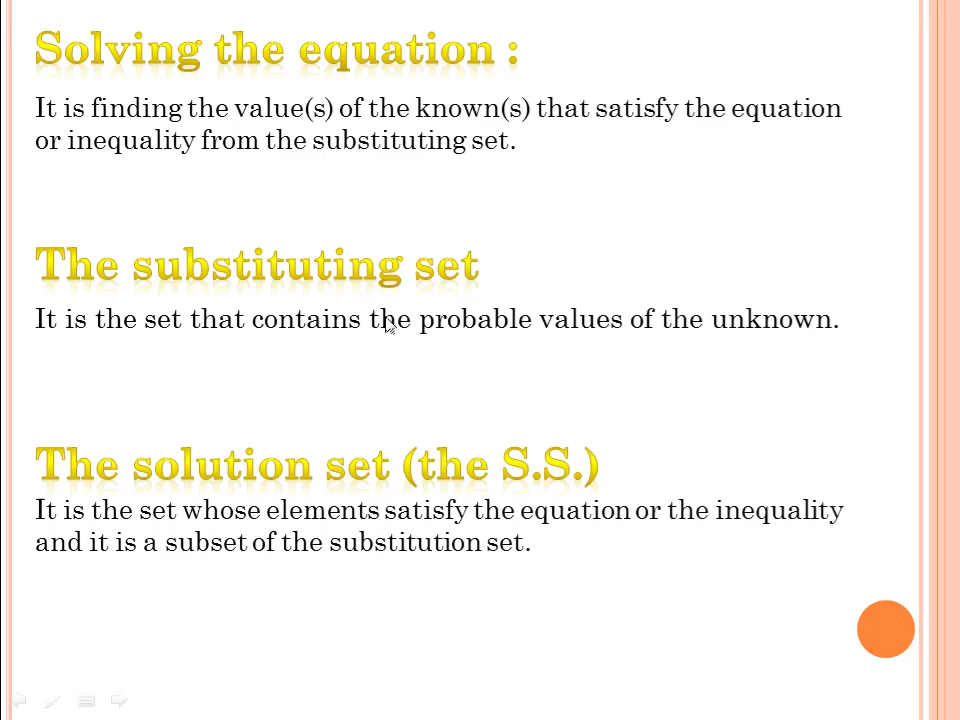 Solving the equation :
It is finding the value(s) of the known(s) that satisfy the equation
or inequality from the substituting set.
The substituting set
It is the set that contains the probable values of the unknown.
The solution set (the S.S.)
It is the set whose elements satisfy the equation or the inequality
and it is a subset of the substitution set.